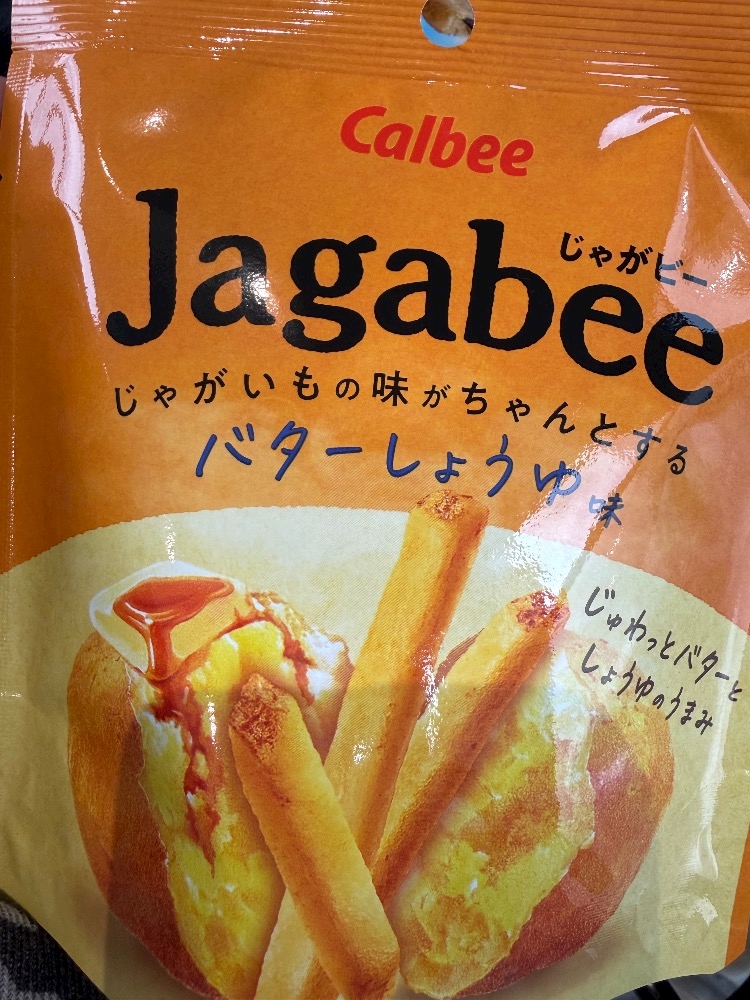 Calbee
じゃがビー
Jagabee
じゃがいもの味がちゃんとする
バターしょうゆ味
じゅわっとバターと
しょうゆのうまみ